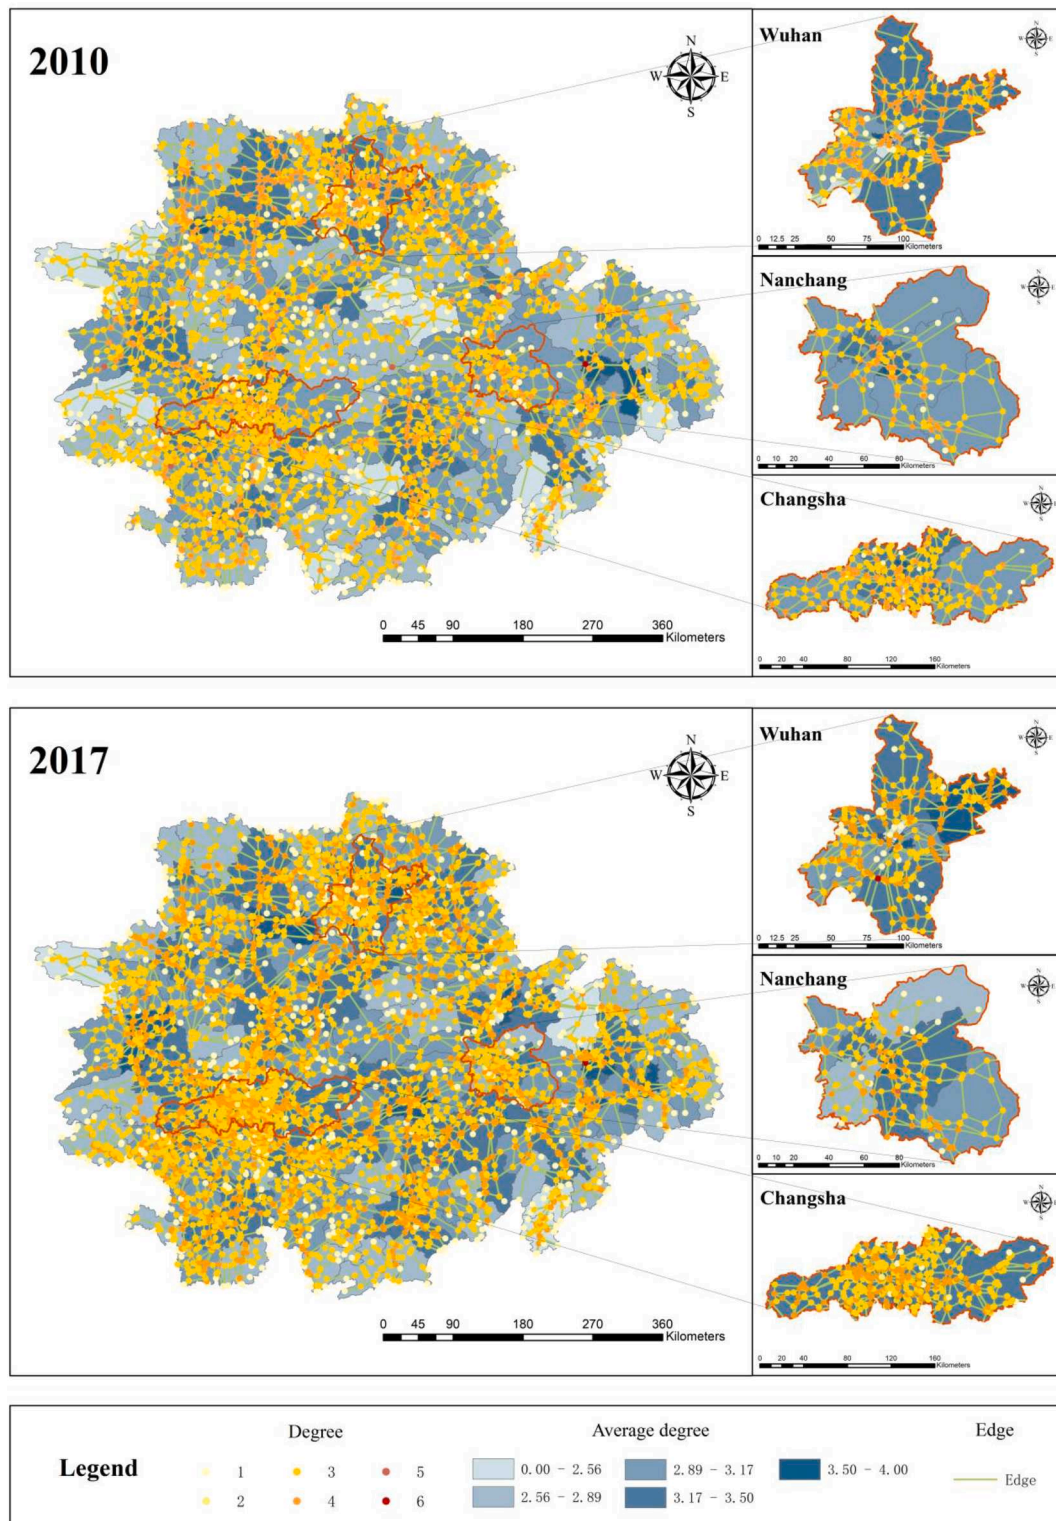 2010
N
W E
S
0 45 90 180 270 360
Kilometers
Wuhan
N
W E
S
0 12.5 25 50 75 100
Kilometers
Nanchang
N
W E
S
0 10 20 40 60 80
Kilometers
Changsha
N
W
S
0 20 40 80 120 160
Kilometers
2017
N
W E
S
0 45 90 180 270 360
Kilometers
Wuhan
N
W E
S
0 12.5 25 50 75 100
Kilometers
Nanchang
N
W E
S
0 10 20 40 60 80
Kilometers
Changsha
N
W
S
0 20 40 80 120 160
Kilometers
Legend
Degree
1 3 5
2 4 6
Average degree
0.00 - 2.56 2.89 - 3.17 3.50 - 4.00
2.56 - 2.89 3.17 - 3.50
Edge
Edge